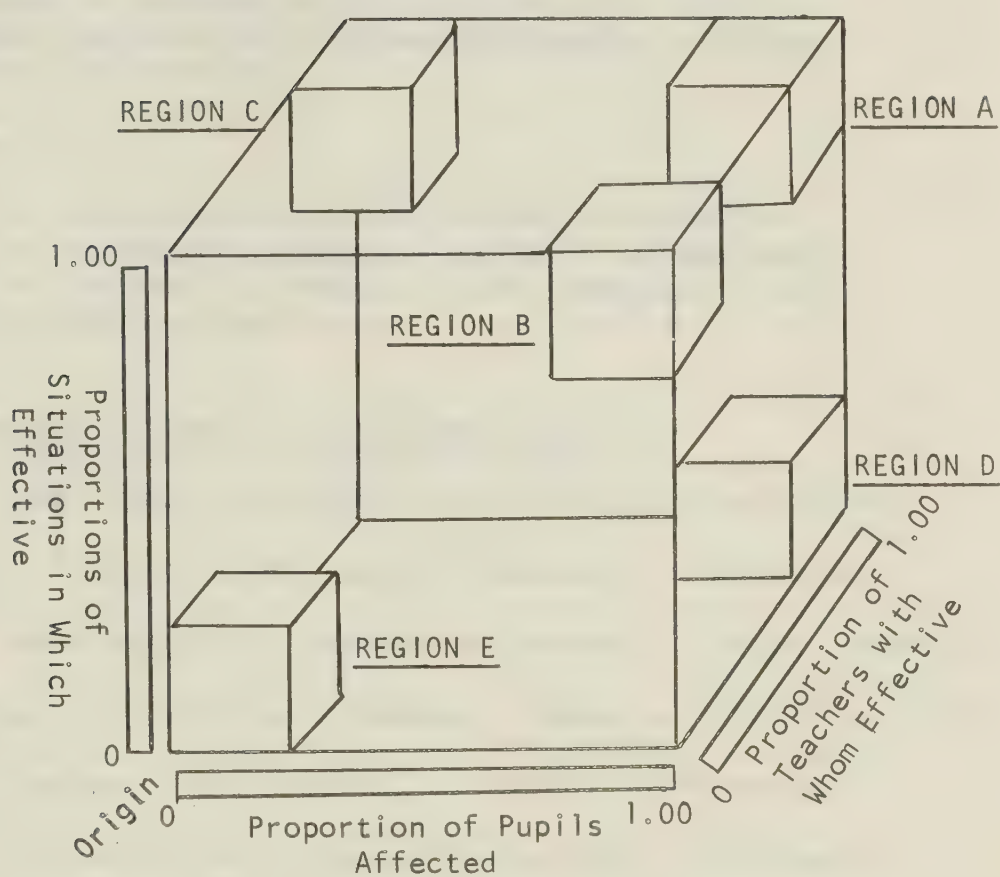 REGION C
REGION A
1.00
REGION B
Proportions of
Situations in Which
Effective
REGION D
1.00
Proportion of
Teachers with
Whom Effective
0
REGION E
0
Origin
0
1.00
Proportion of Pupils
Affected